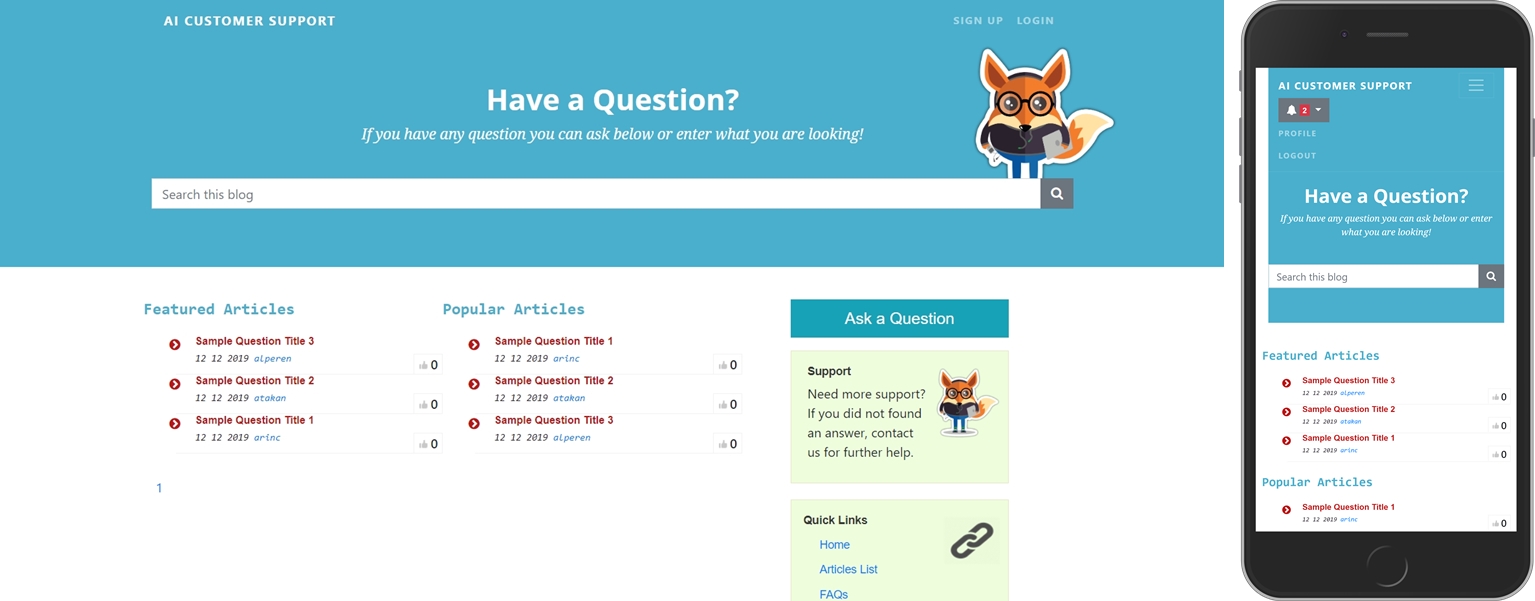 AI CUSTOMER SUPPORT
SIGN UP LOGIN
Have a Question?
If you have any question you can ask below or enter what you are looking!
Search this blog
Featured Articles
Sample Question Title 3
12 12 2019 alperen
0
Sample Question Title 2
12 12 2019 atakan
0
Sample Question Title 1
12 12 2019 arinc
0
1
Popular Articles
Sample Question Title 1
12 12 2019 arinc
0
Sample Question Title 2
12 12 2019 atakan
0
Sample Question Title 3
12 12 2019 alperen
0
Ask a Question
Support
Need more support?
If you did not found
an answer, contact
us for further help.
Quick Links
Home
Articles List
FAQs
AI CUSTOMER SUPPORT
2
PROFILE
LOGOUT
Have a Question?
If you have any question you can ask below or enter
what you are looking!
Search this blog
Featured Articles
Sample Question Title 3
12 12 2019 alperen
0
Sample Question Title 2
12 12 2019 atakan
0
Sample Question Title 1
12 12 2019 arinc
0
Popular Articles
Sample Question Title 1
12 12 2019 arinc
0